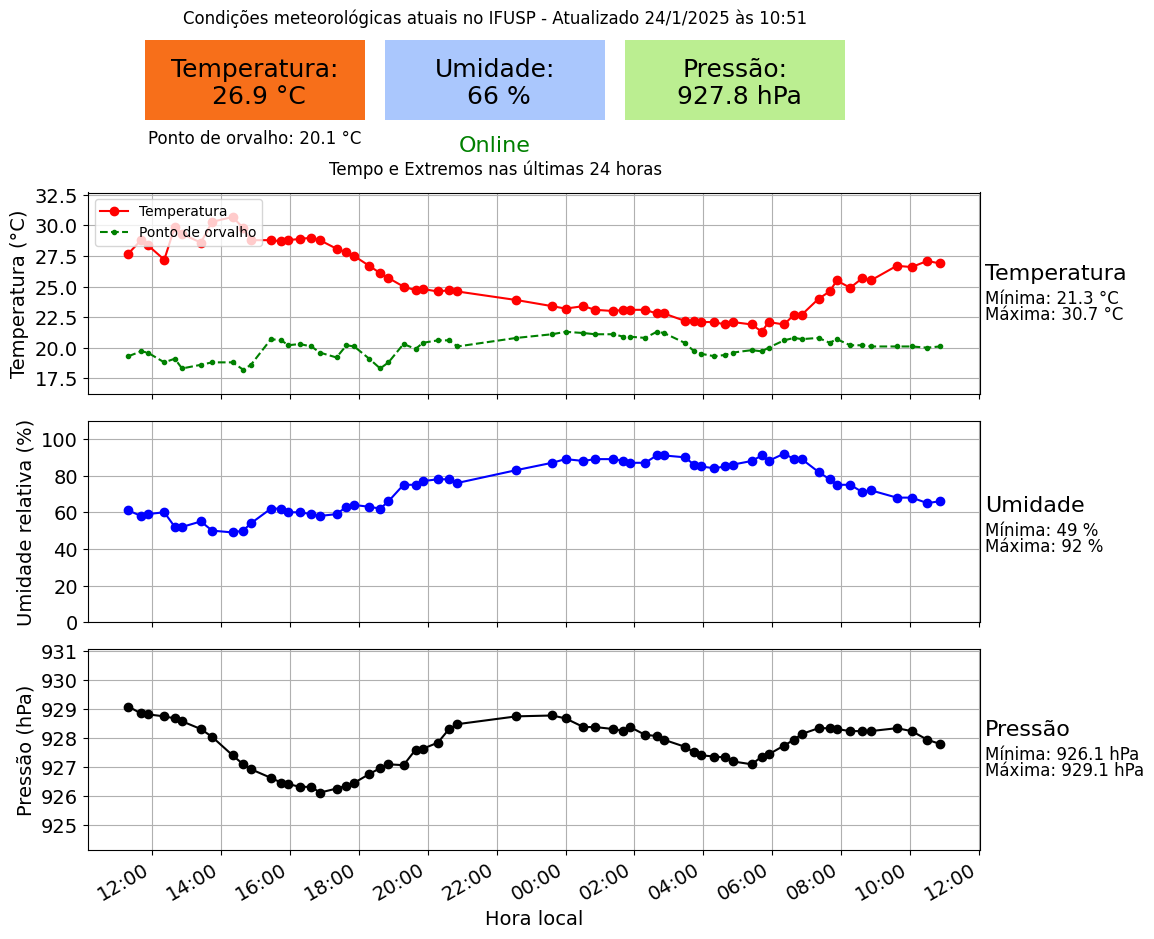 Condições meteorológicas atuais no IFUSP - Atualizado 24/1/2025 às 10:51
Temperatura:
26.9 °C
Umidade:
66 %
Pressão:
927.8 hPa
Ponto de orvalho: 20.1 °C
Online
Tempo e Extremos nas últimas 24 horas
Temperatura (°C)
32.5
30.0
27.5
25.0
22.5
20.0
17.5
Temperatura
Ponto de orvalho
Temperatura
Mínima: 21.3 °C
Máxima: 30.7 °C
Umidade relativa (%)
100
80
60
40
20
0
Umidade
Mínima: 49 %
Máxima: 92 %
Pressão (hPa)
931
930
929
928
927
926
925
Pressão
Mínima: 926.1 hPa
Máxima: 929.1 hPa
12:00
14:00
16:00
18:00
20:00
22:00
00:00
02:00
04:00
06:00
08:00
10:00
12:00
Hora local